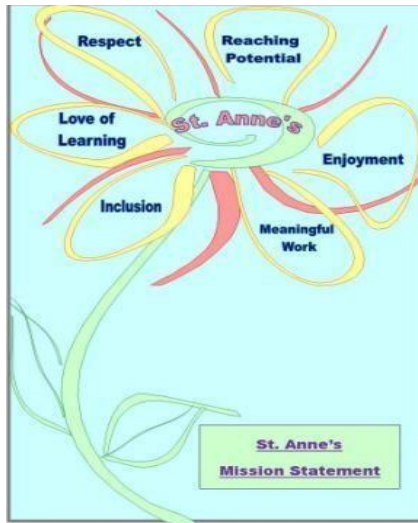 Respect
Reaching
Potential
Love of
Learning
St. Anne's
Enjoyment
Inclusion
Meaningful
Work
St. Anne's
Mission Statement